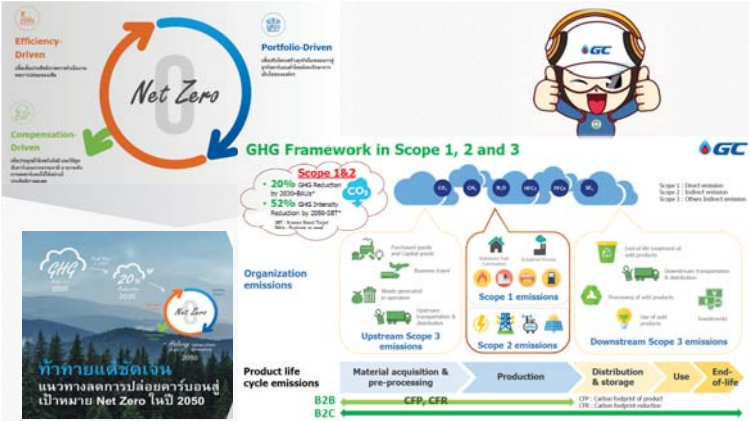 Efficiency-
Driven
Portfolio-Driven
0
Net Zero
Compensation-
Driven
GC
GHG Framework in Scope 1, 2 and 3
GC
Scope 1&2
20% GHG Reduction
52% GHG Intensity
Reduction by 2050-SBT*
CO₂
CO₂
CH₄
N₂O
HFCs
PFCs
SF₆
Scope 1 : Direct emission
Scope 2 : Indirect emission
Scope 3 : Others Indirect emission
Organization
emissions
Purchased goods
and Capital goods
Business travel
Waste generated
in operation
Upstream
transportation &
distribution
Upstream Scope 3
emissions
Scope 1 emissions
Scope 2 emissions
End-of-life treatment of
sold products
Downstream transportation
& distribution
Processing of sold products
Use of sold
products
Investments
Downstream Scope 3 emissions
GHG
2020
20%
2030
Net Zero
2050
ท้าทายแต่ชัดเจน
แนวทางลดการปล่อยคาร์บอนสู่
เป้าหมาย Net Zero ในปี 2050
Product life
cycle emissions
Material acquisition &
pre-processing
Production
Distribution
& storage
Use
End-
of-life
B2B
CFP, CFR
B2C
CFP : Carbon footprint of product
CFR : Carbon footprint reduction